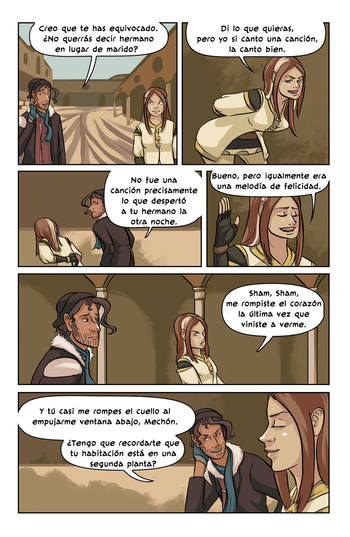 Creo que te has equivocado.
¿No querrás decir hermano
en lugar de marido?
Di lo que quieras,
pero yo si canto una canción,
la canto bien.
No fue una
canción precisamente
lo que despertó
a tu hermano la
otra noche.
Bueno, pero igualmente era
una melodía de felicidad.
Sham, Sham,
me rompiste el corazón
la última vez que
viniste a verme.
Y tú casi me rompes el cuello al
empujarme ventana abajo, Mechón.
¿Tengo que recordarte que
tu habitación está en una
segunda planta?